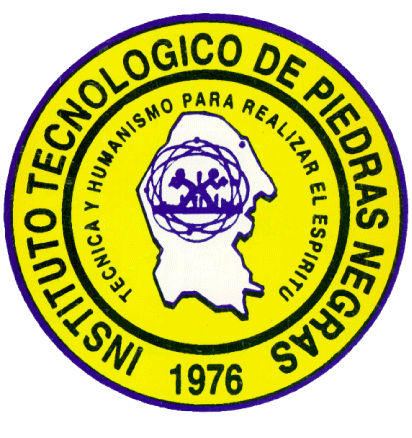 INSTITUTO TECNOLOGICO DE PIEDRAS NEGRAS
TECNICA Y HUMANISMO PARA REALIZAR EL ESPIRITU
1976